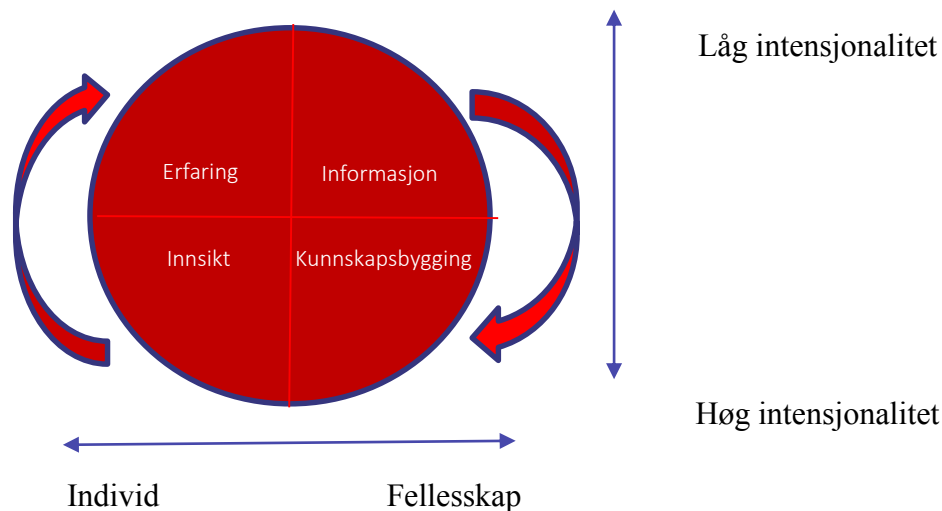 Låg intensjonalitet
Erfaring
Informasjon
Innsikt
Kunnskapsbygging
Høg intensjonalitet
Individ
Fellesskap